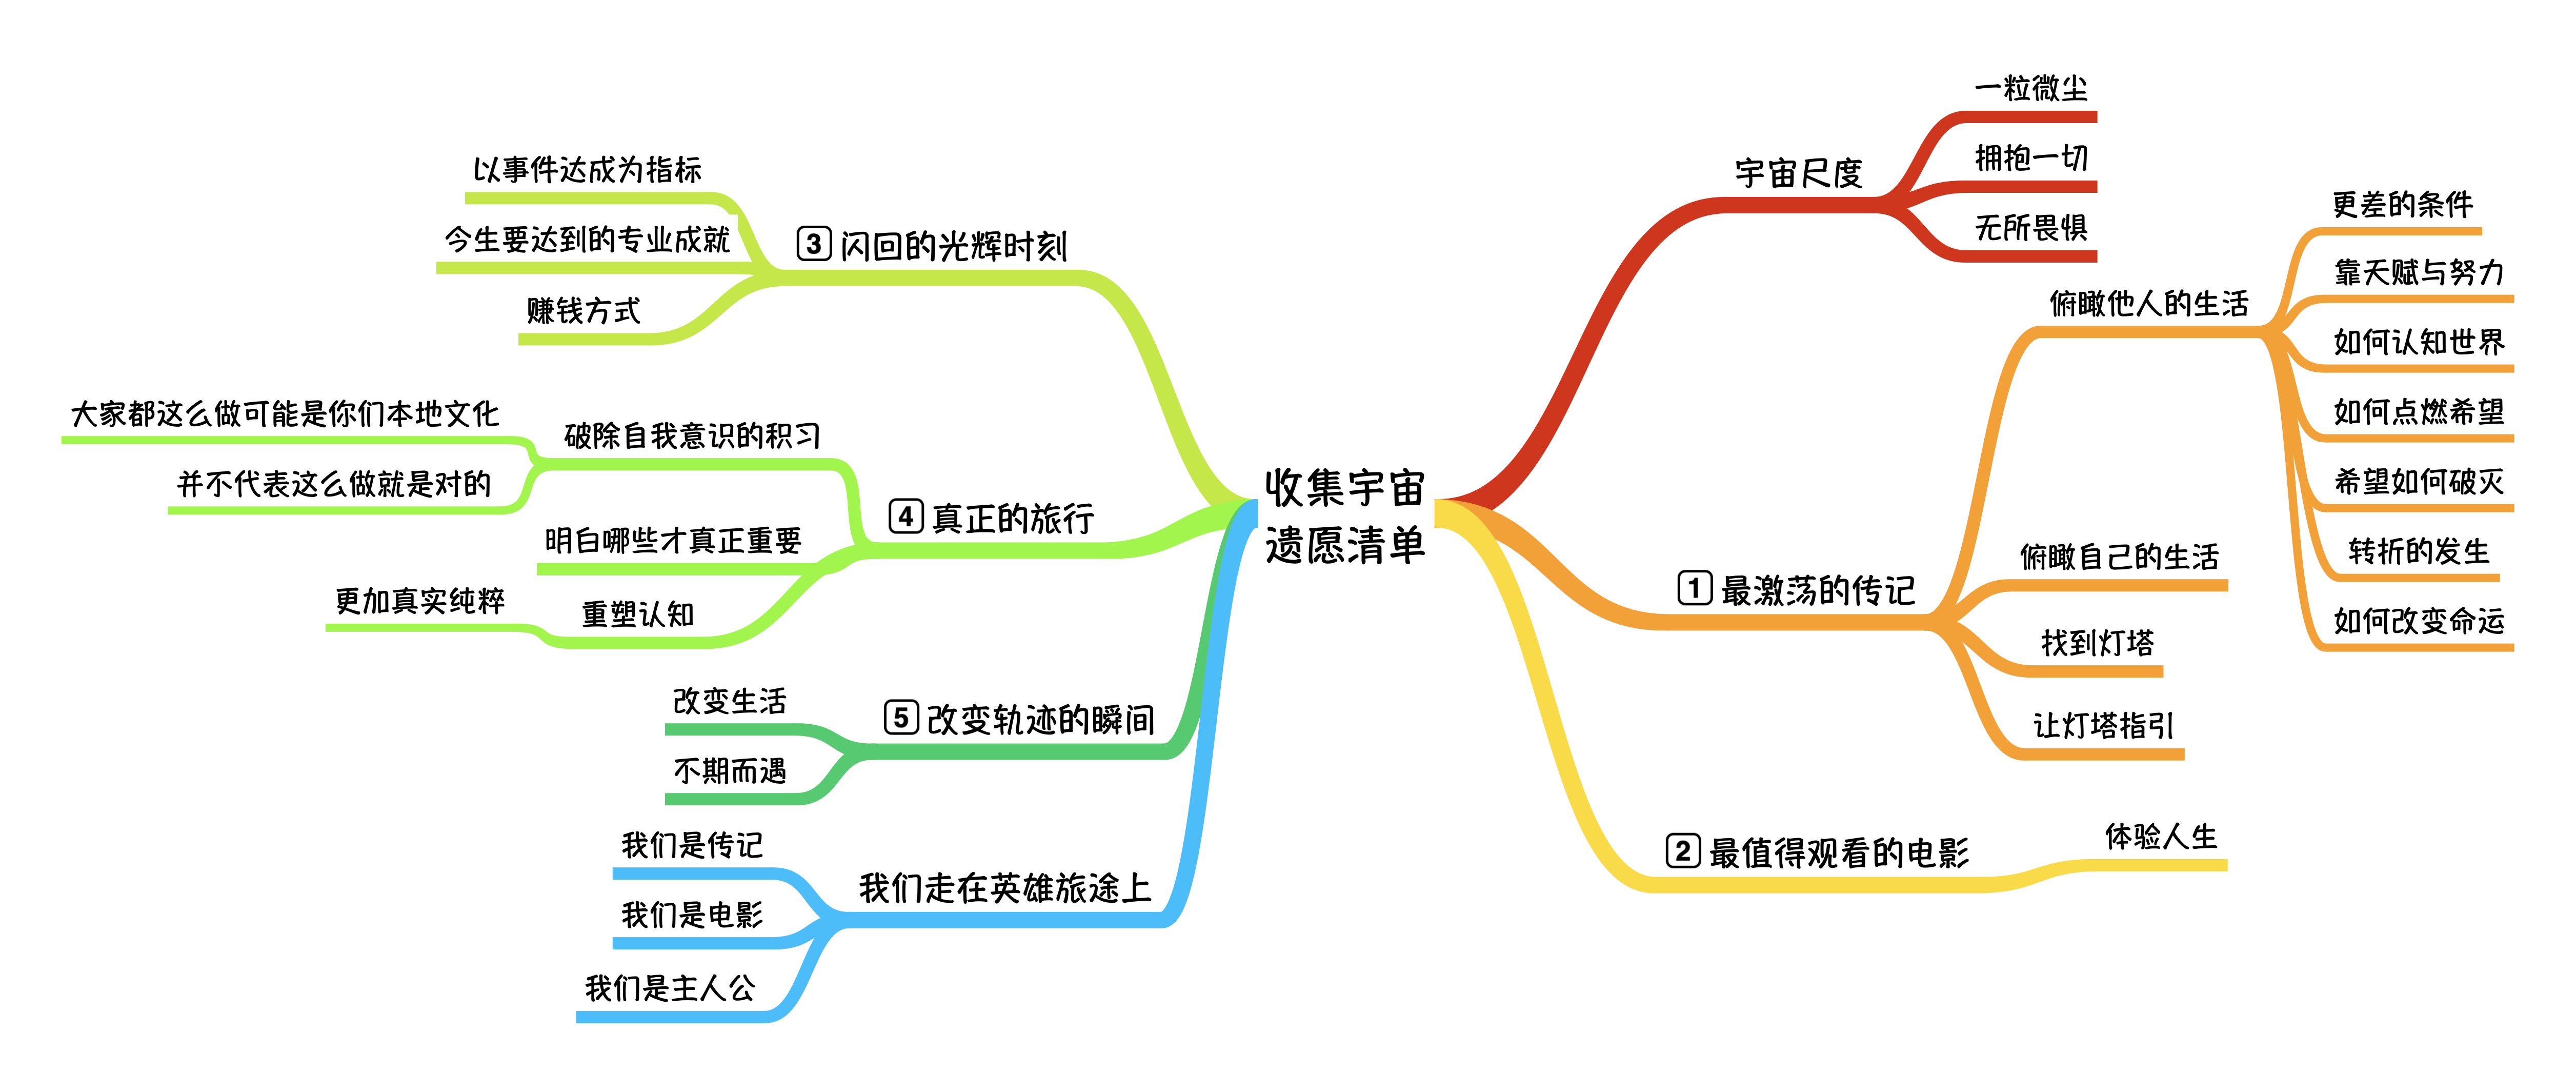 收集宇宙
遗愿清单
宇宙尺度
一粒微尘
拥抱一切
无所畏惧
1 最激荡的传记
俯瞰他人的生活
更差的条件
靠天赋与努力
如何认知世界
如何点燃希望
希望如何破灭
转折的发生
如何改变命运
俯瞰自己的生活
找到灯塔
让灯塔指引
2 最值得观看的电影
体验人生
3 闪回的光辉时刻
以事件达成为指标
今生要达到的专业成就
赚钱方式
4 真正的旅行
破除自我意识的积习
大家都这么做可能是你们本地文化
并不代表这么做就是对的
明白哪些才真正重要
重塑认知
更加真实纯粹
5 改变轨迹的瞬间
改变生活
不期而遇
我们走在英雄旅途上
我们是传记
我们是电影
我们是主人公